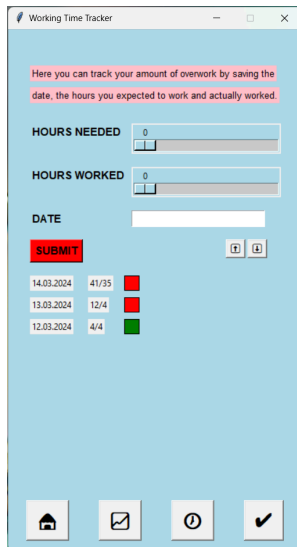 Working Time Tracker
Here you can track your amount of overwork by saving the
date, the hours you expected to work and actually worked.
HOURS NEEDED
0
HOURS WORKED
0
DATE
SUBMIT
14.03.2024 41/35
13.03.2024 12/4
12.03.2024 4/4